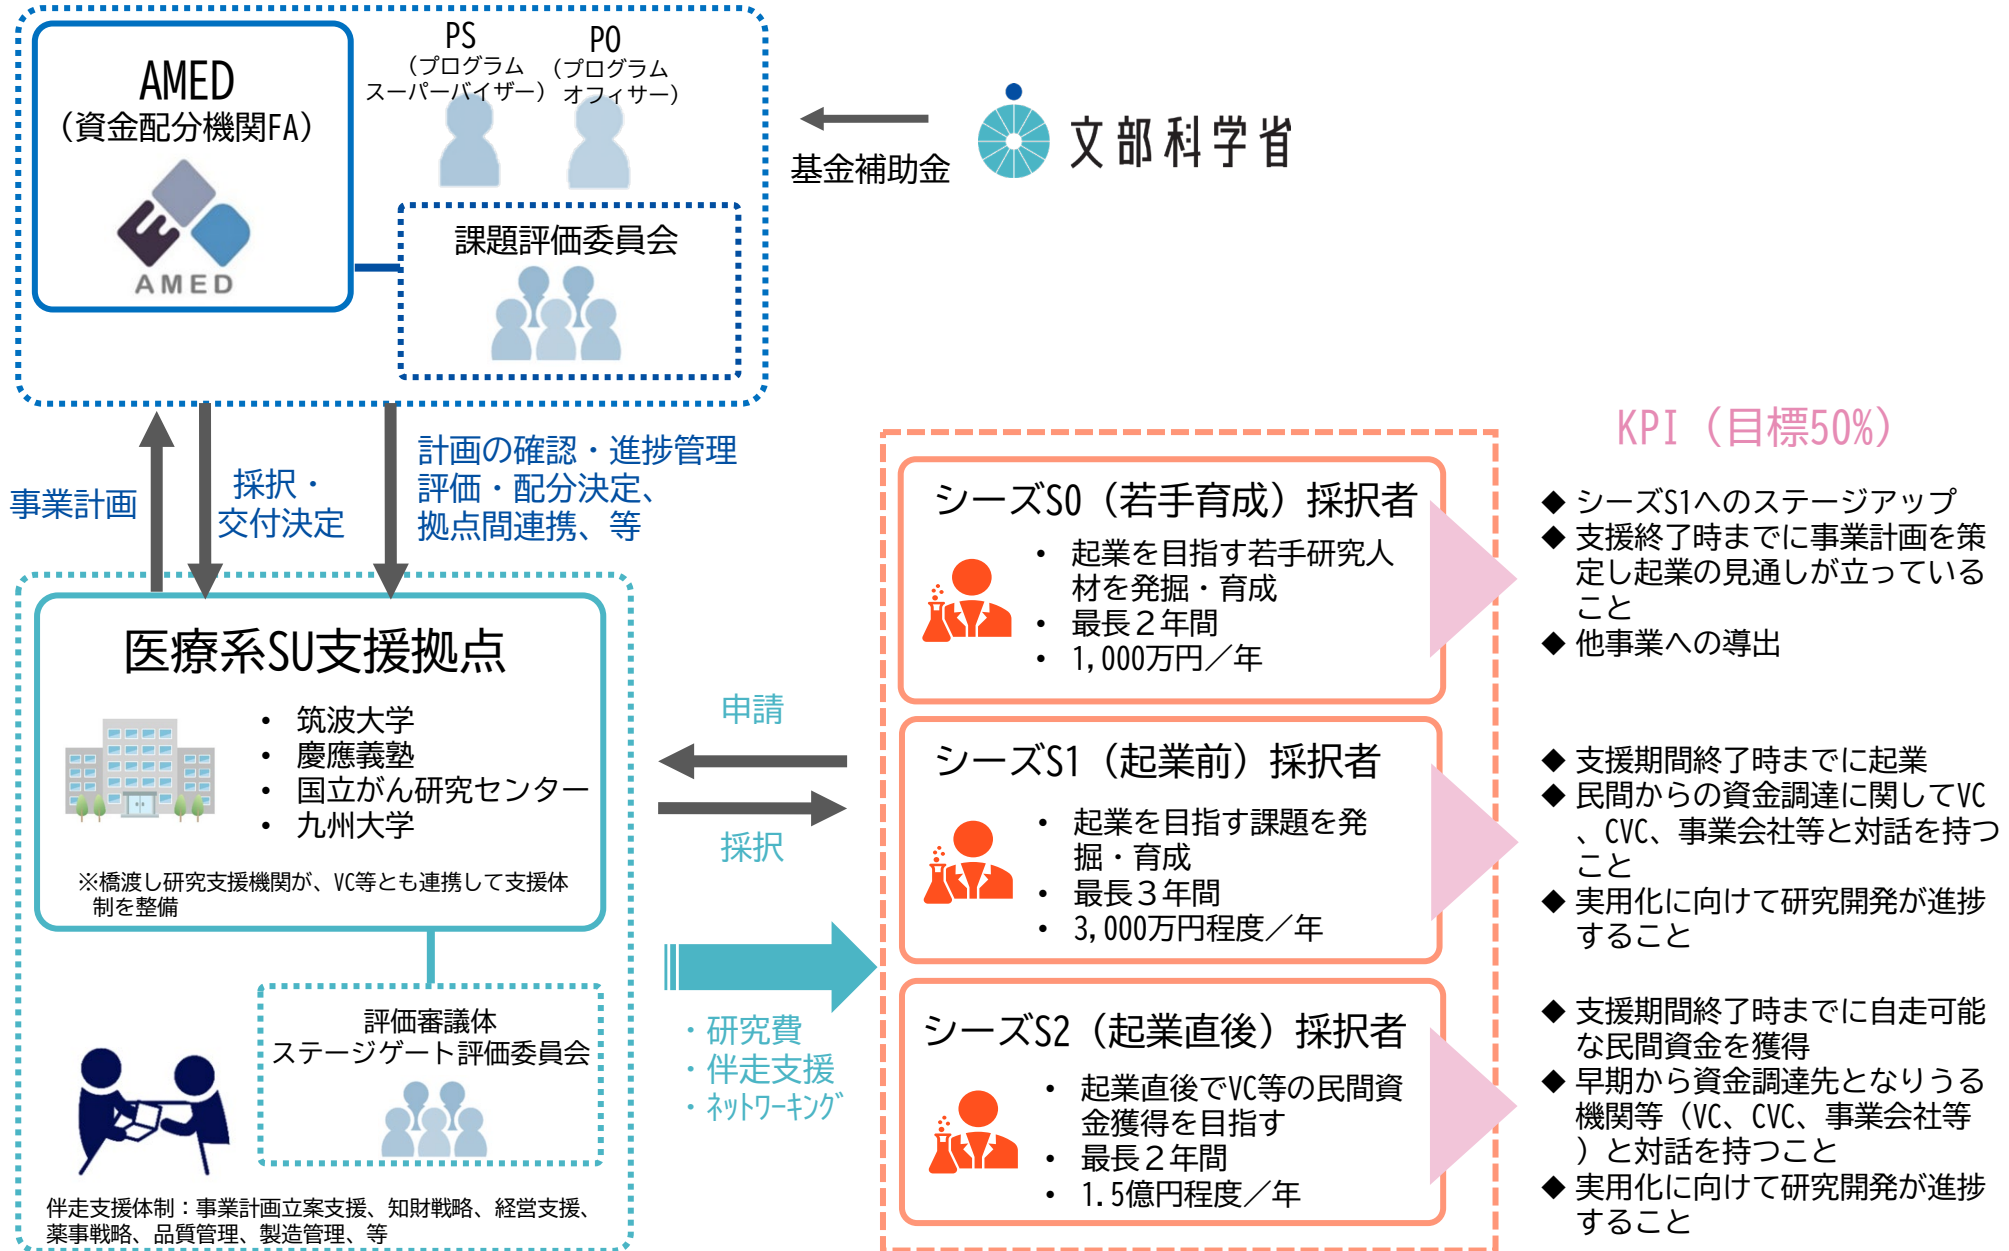 AMED
（資金配分機関FA）
AMED
PS
（プログラム
スーパーバイザー）
PO
（プログラム
オフィサー）
課題評価委員会
基金補助金
文部科学省
事業計画
採択・
交付決定
計画の確認・進捗管理
評価・配分決定、
拠点間連携、等
医療系SU支援拠点
• 筑波大学
• 慶應義塾
• 国立がん研究センター
• 九州大学
※橋渡し研究支援機関が、VC等とも連携して支援体
制を整備
評価審議体
ステージゲート評価委員会
伴走支援体制：事業計画立案支援、知財戦略、経営支援、
薬事戦略、品質管理、製造管理、等
申請
採択
・研究費
・伴走支援
・ﾈｯﾄﾜｰｷﾝｸﾞ
シーズS0（若手育成）採択者
• 起業を目指す若手研究人
材を発掘・育成
• 最長２年間
• 1,000万円／年
シーズS1（起業前）採択者
• 起業を目指す課題を発
掘・育成
• 最長３年間
• 3,000万円程度／年
シーズS2（起業直後）採択者
• 起業直後でVC等の民間資
金獲得を目指す
• 最長２年間
• 1.5億円程度／年
KPI（目標50%）
◆ シーズS1へのステージアップ
◆ 支援終了時までに事業計画を策
定し起業の見通しが立っている
こと
◆ 他事業への導出
◆ 支援期間終了時までに起業
◆ 民間からの資金調達に関してVC
、CVC、事業会社等と対話を持つ
こと
◆ 実用化に向けて研究開発が進捗
すること
◆ 支援期間終了時までに自走可能
な民間資金を獲得
◆ 早期から資金調達先となりうる
機関等（VC、CVC、事業会社等
）と対話を持つこと
◆ 実用化に向けて研究開発が進捗
すること